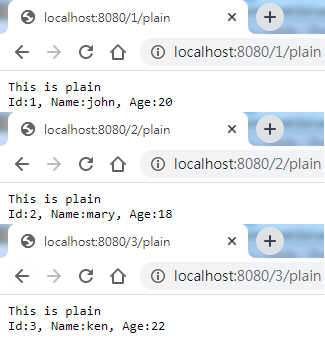 localhost:8080/1/plain
localhost:8080/1/plain
This is plain
Id:1, Name:john, Age:20
localhost:8080/2/plain
localhost:8080/2/plain
This is plain
Id:2, Name:mary, Age:18
localhost:8080/3/plain
localhost:8080/3/plain
This is plain
Id:3, Name:ken, Age:22